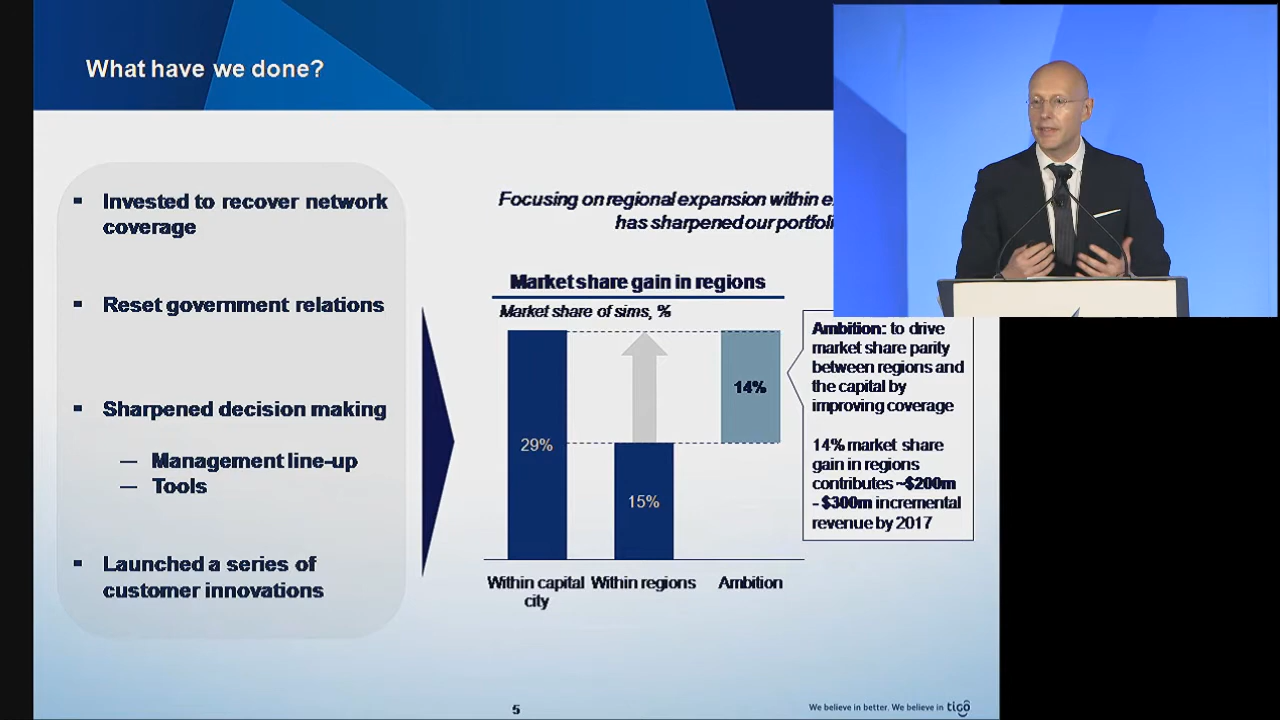 What have we done?
▪ Invested to recover network
coverage
▪ Reset government relations
▪ Sharpened decision making
— Management line-up
— Tools
▪ Launched a series of
customer innovations
Focusing on regional expansion within
has sharpened our
Market share gain in regions
Market share of sims, %
29%
15%
14%
Within capital
city
Within regions
Ambition
Ambition: to drive
market share parity
between regions and
the capital by
improving coverage
14% market share
gain in regions
contributes ~$200m
- $300m incremental
revenue by 2017
5
We believe in better. We believe in tigo